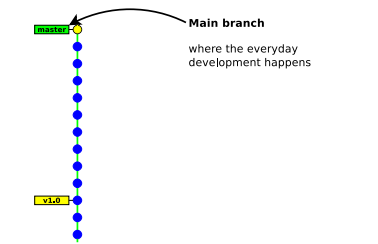 Main branch
master
where the everyday
development happens
v1.0